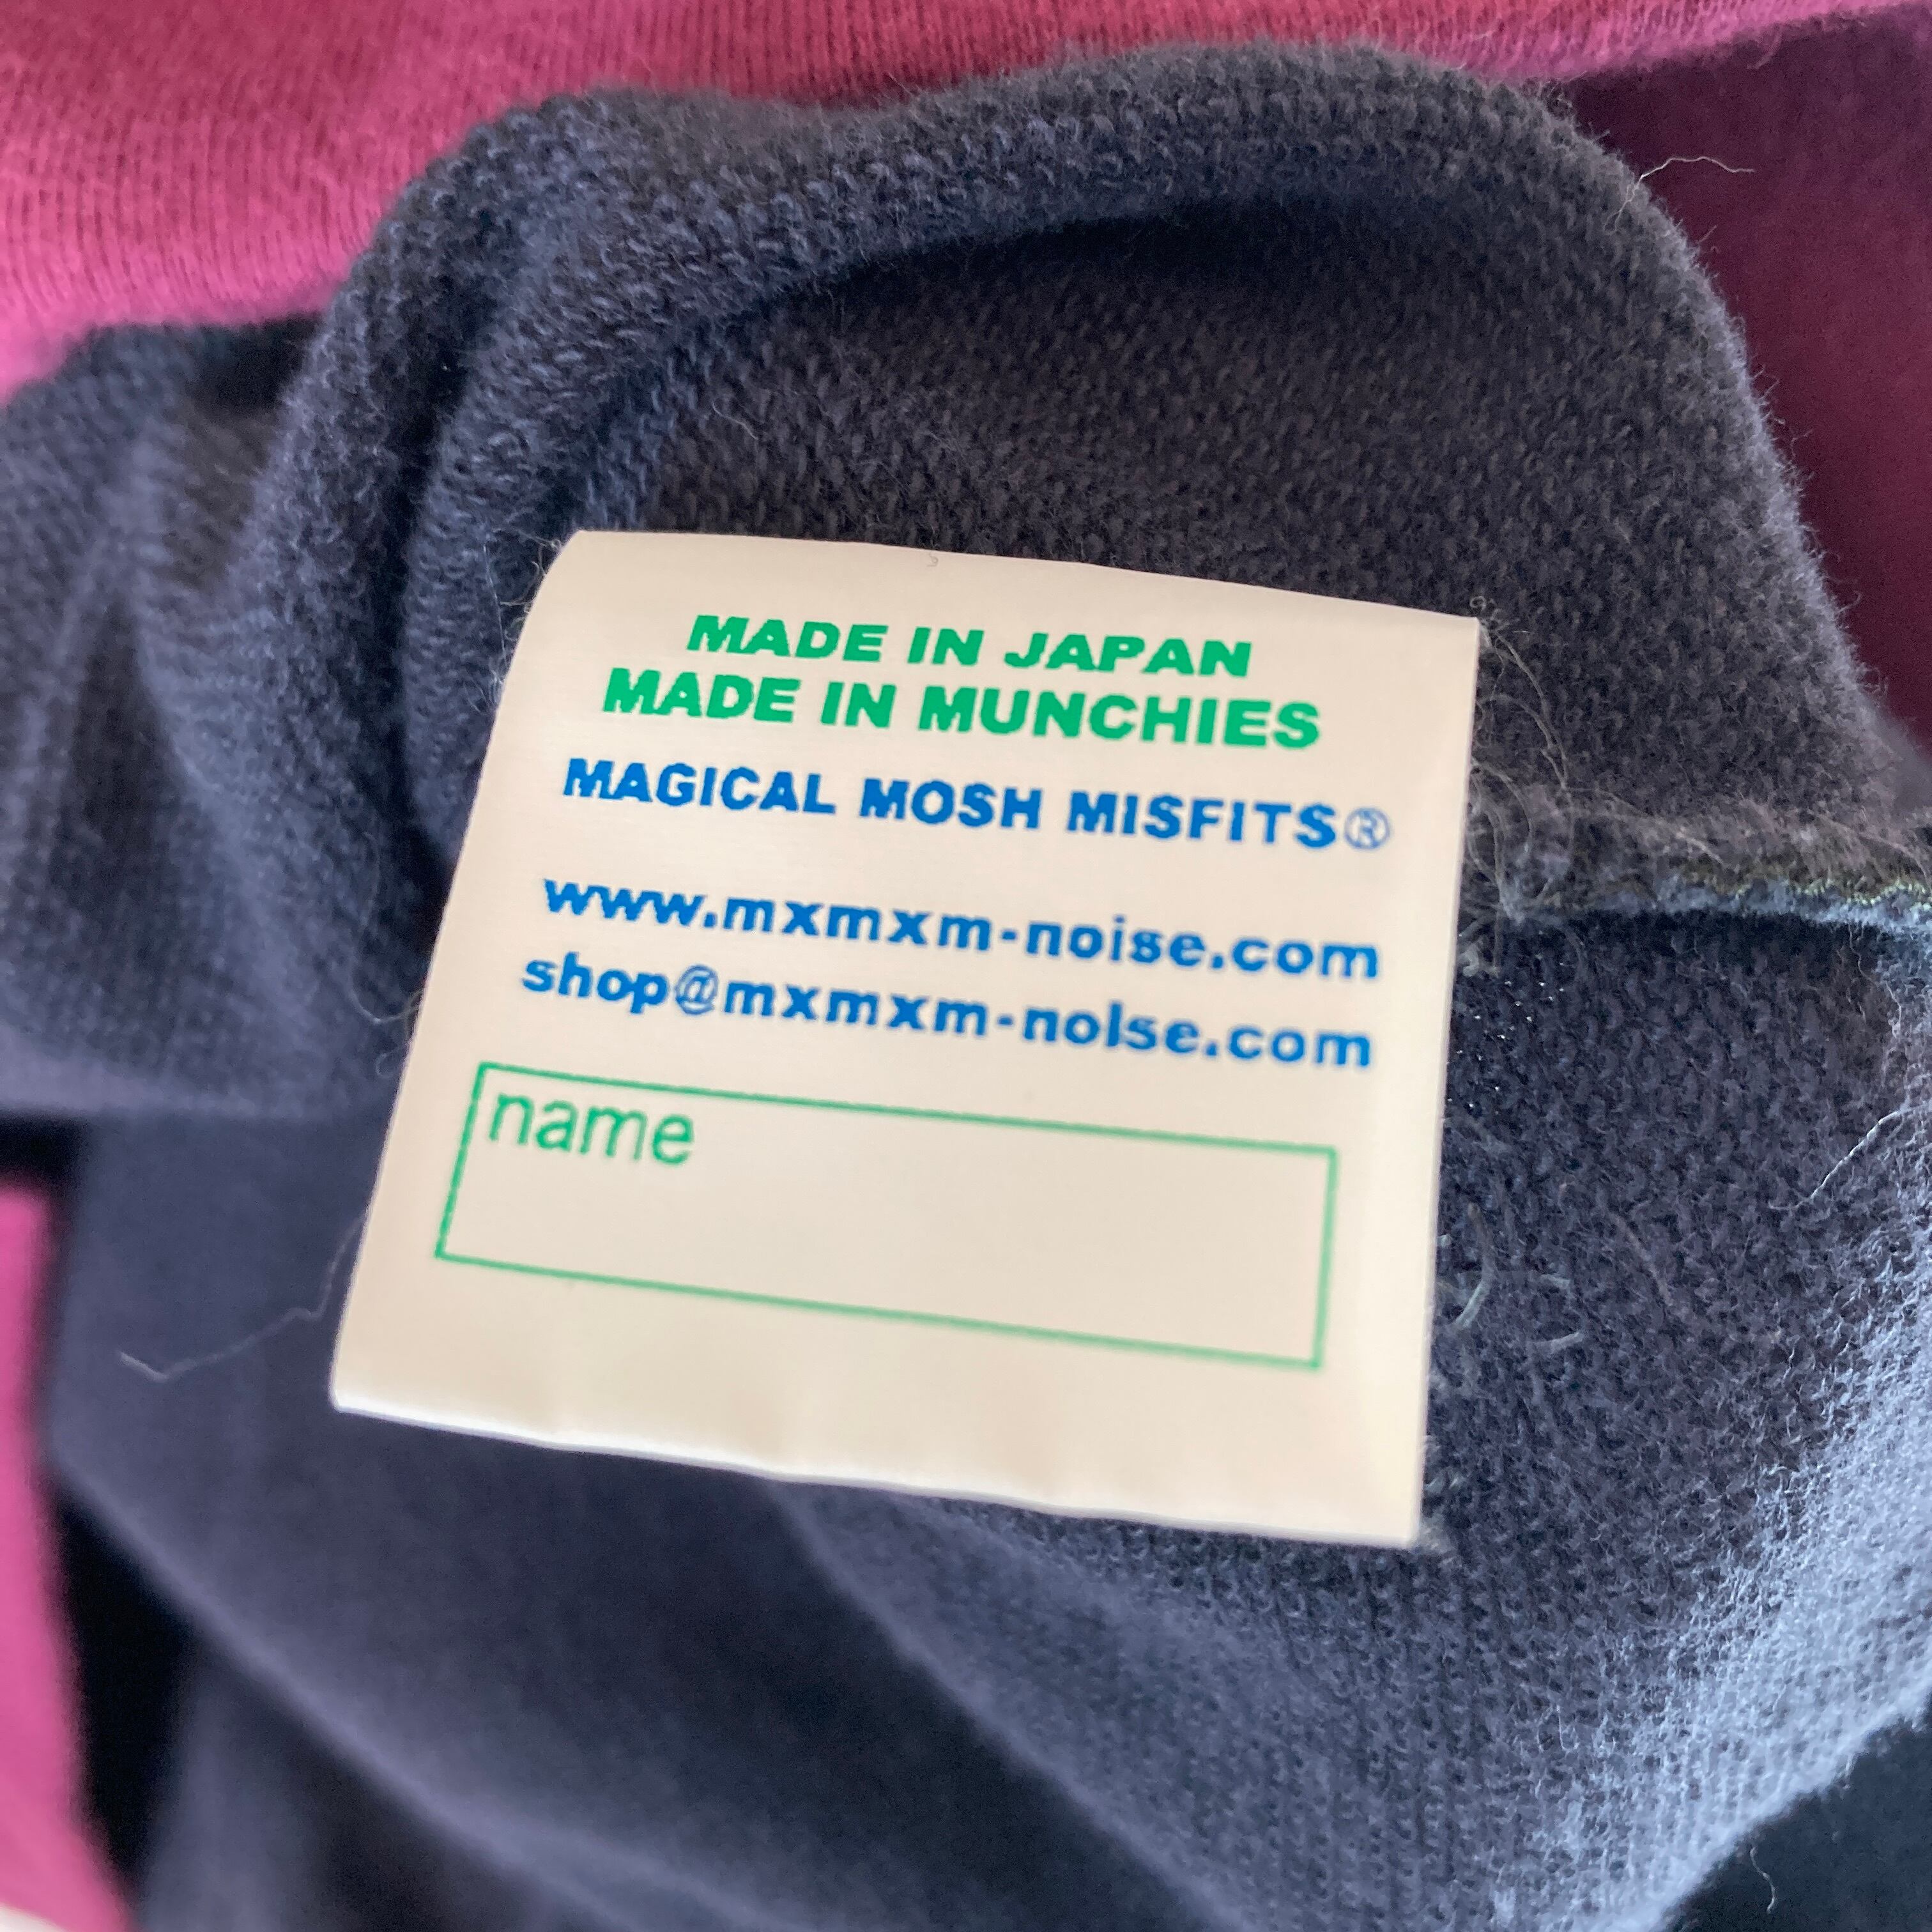 MADE IN JAPAN
MADE IN MUNCHIES
MAGICAL MOSH MISFITS®
www.mxmxm-noise.com
shop@mxmxm-noise.com
name